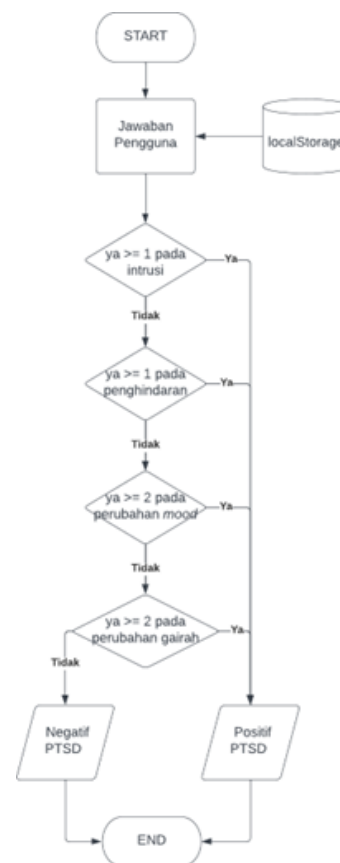 START
Jawaban
Pengguna
localStorage
ya >= 1 pada
intrusi
Ya
Tidak
ya >= 1 pada
penghindaran
Ya
Tidak
ya >= 2 pada
perubahan mood
Ya
Tidak
ya >= 2 pada
perubahan gairah
Ya
Tidak
Negatif
PTSD
Positif
PTSD
END